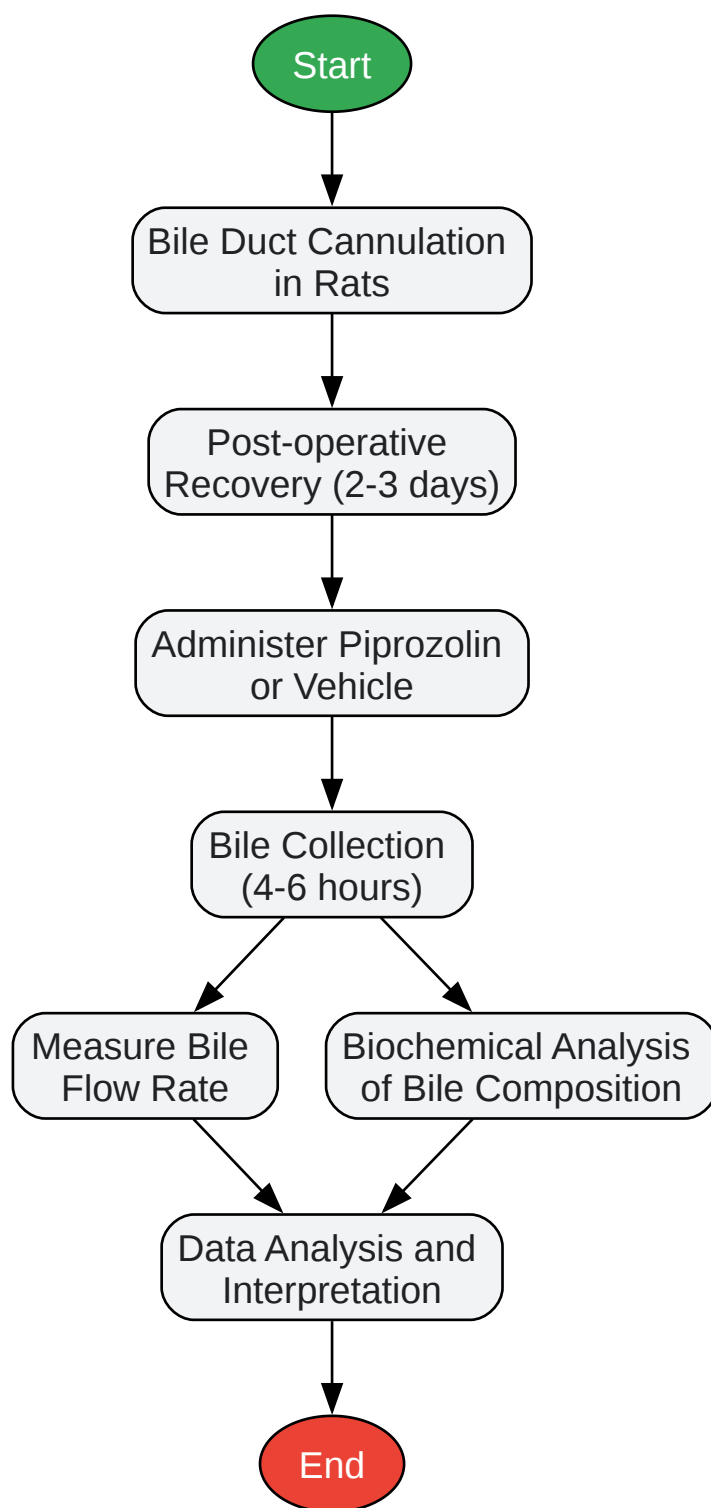 Start
Bile Duct Cannulation
in Rats
Post-operative
Recovery (2-3 days)
Administer Piprozolin
or Vehicle
Bile Collection
(4-6 hours)
Measure Bile
Flow Rate
Biochemical Analysis
of Bile Composition
Data Analysis and
Interpretation
End